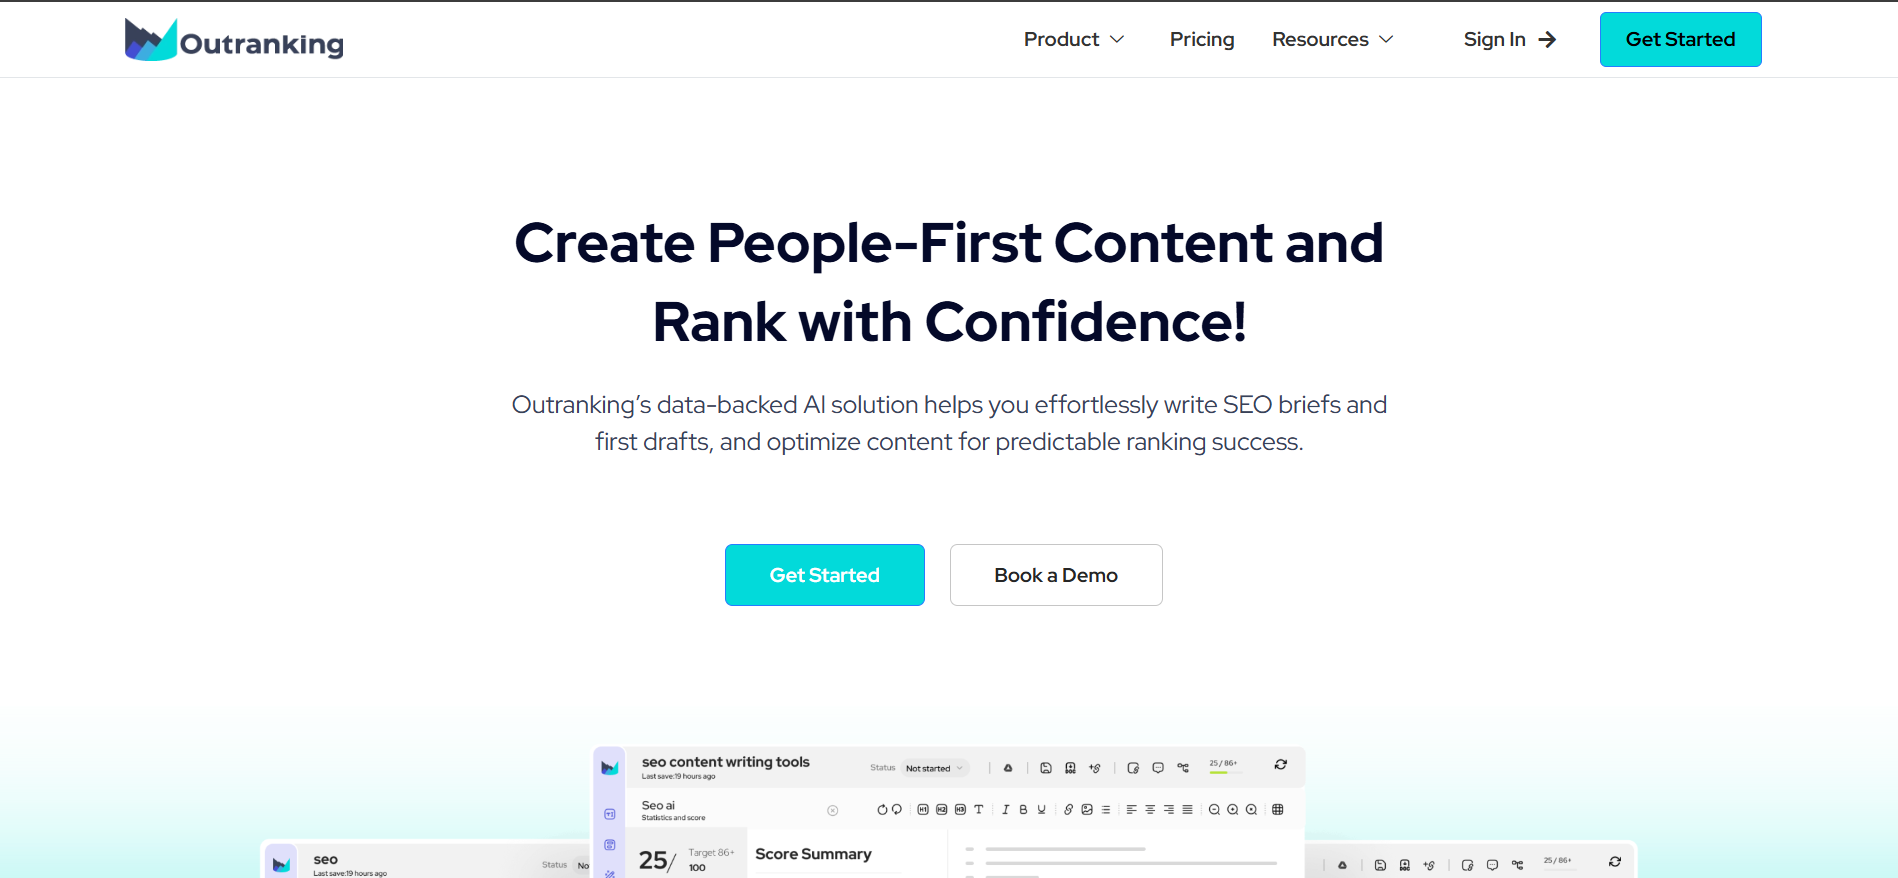 Outranking
Product
Pricing
Resources
Sign In
Get Started
Create People-First Content and
Rank with Confidence!
Outranking’s data-backed AI solution helps you effortlessly write SEO briefs and
first drafts, and optimize content for predictable ranking success.
Get Started
Book a Demo
seo content writing tools
Last save:19 hours ago
Status
Not started
25 / 86+
Seo ai
Statistics and score
H1 H2 H3 T I B U
25/
Target 86+
100
Score Summary
seo
Last save:19 hours ago
Status
No
25 / 86+